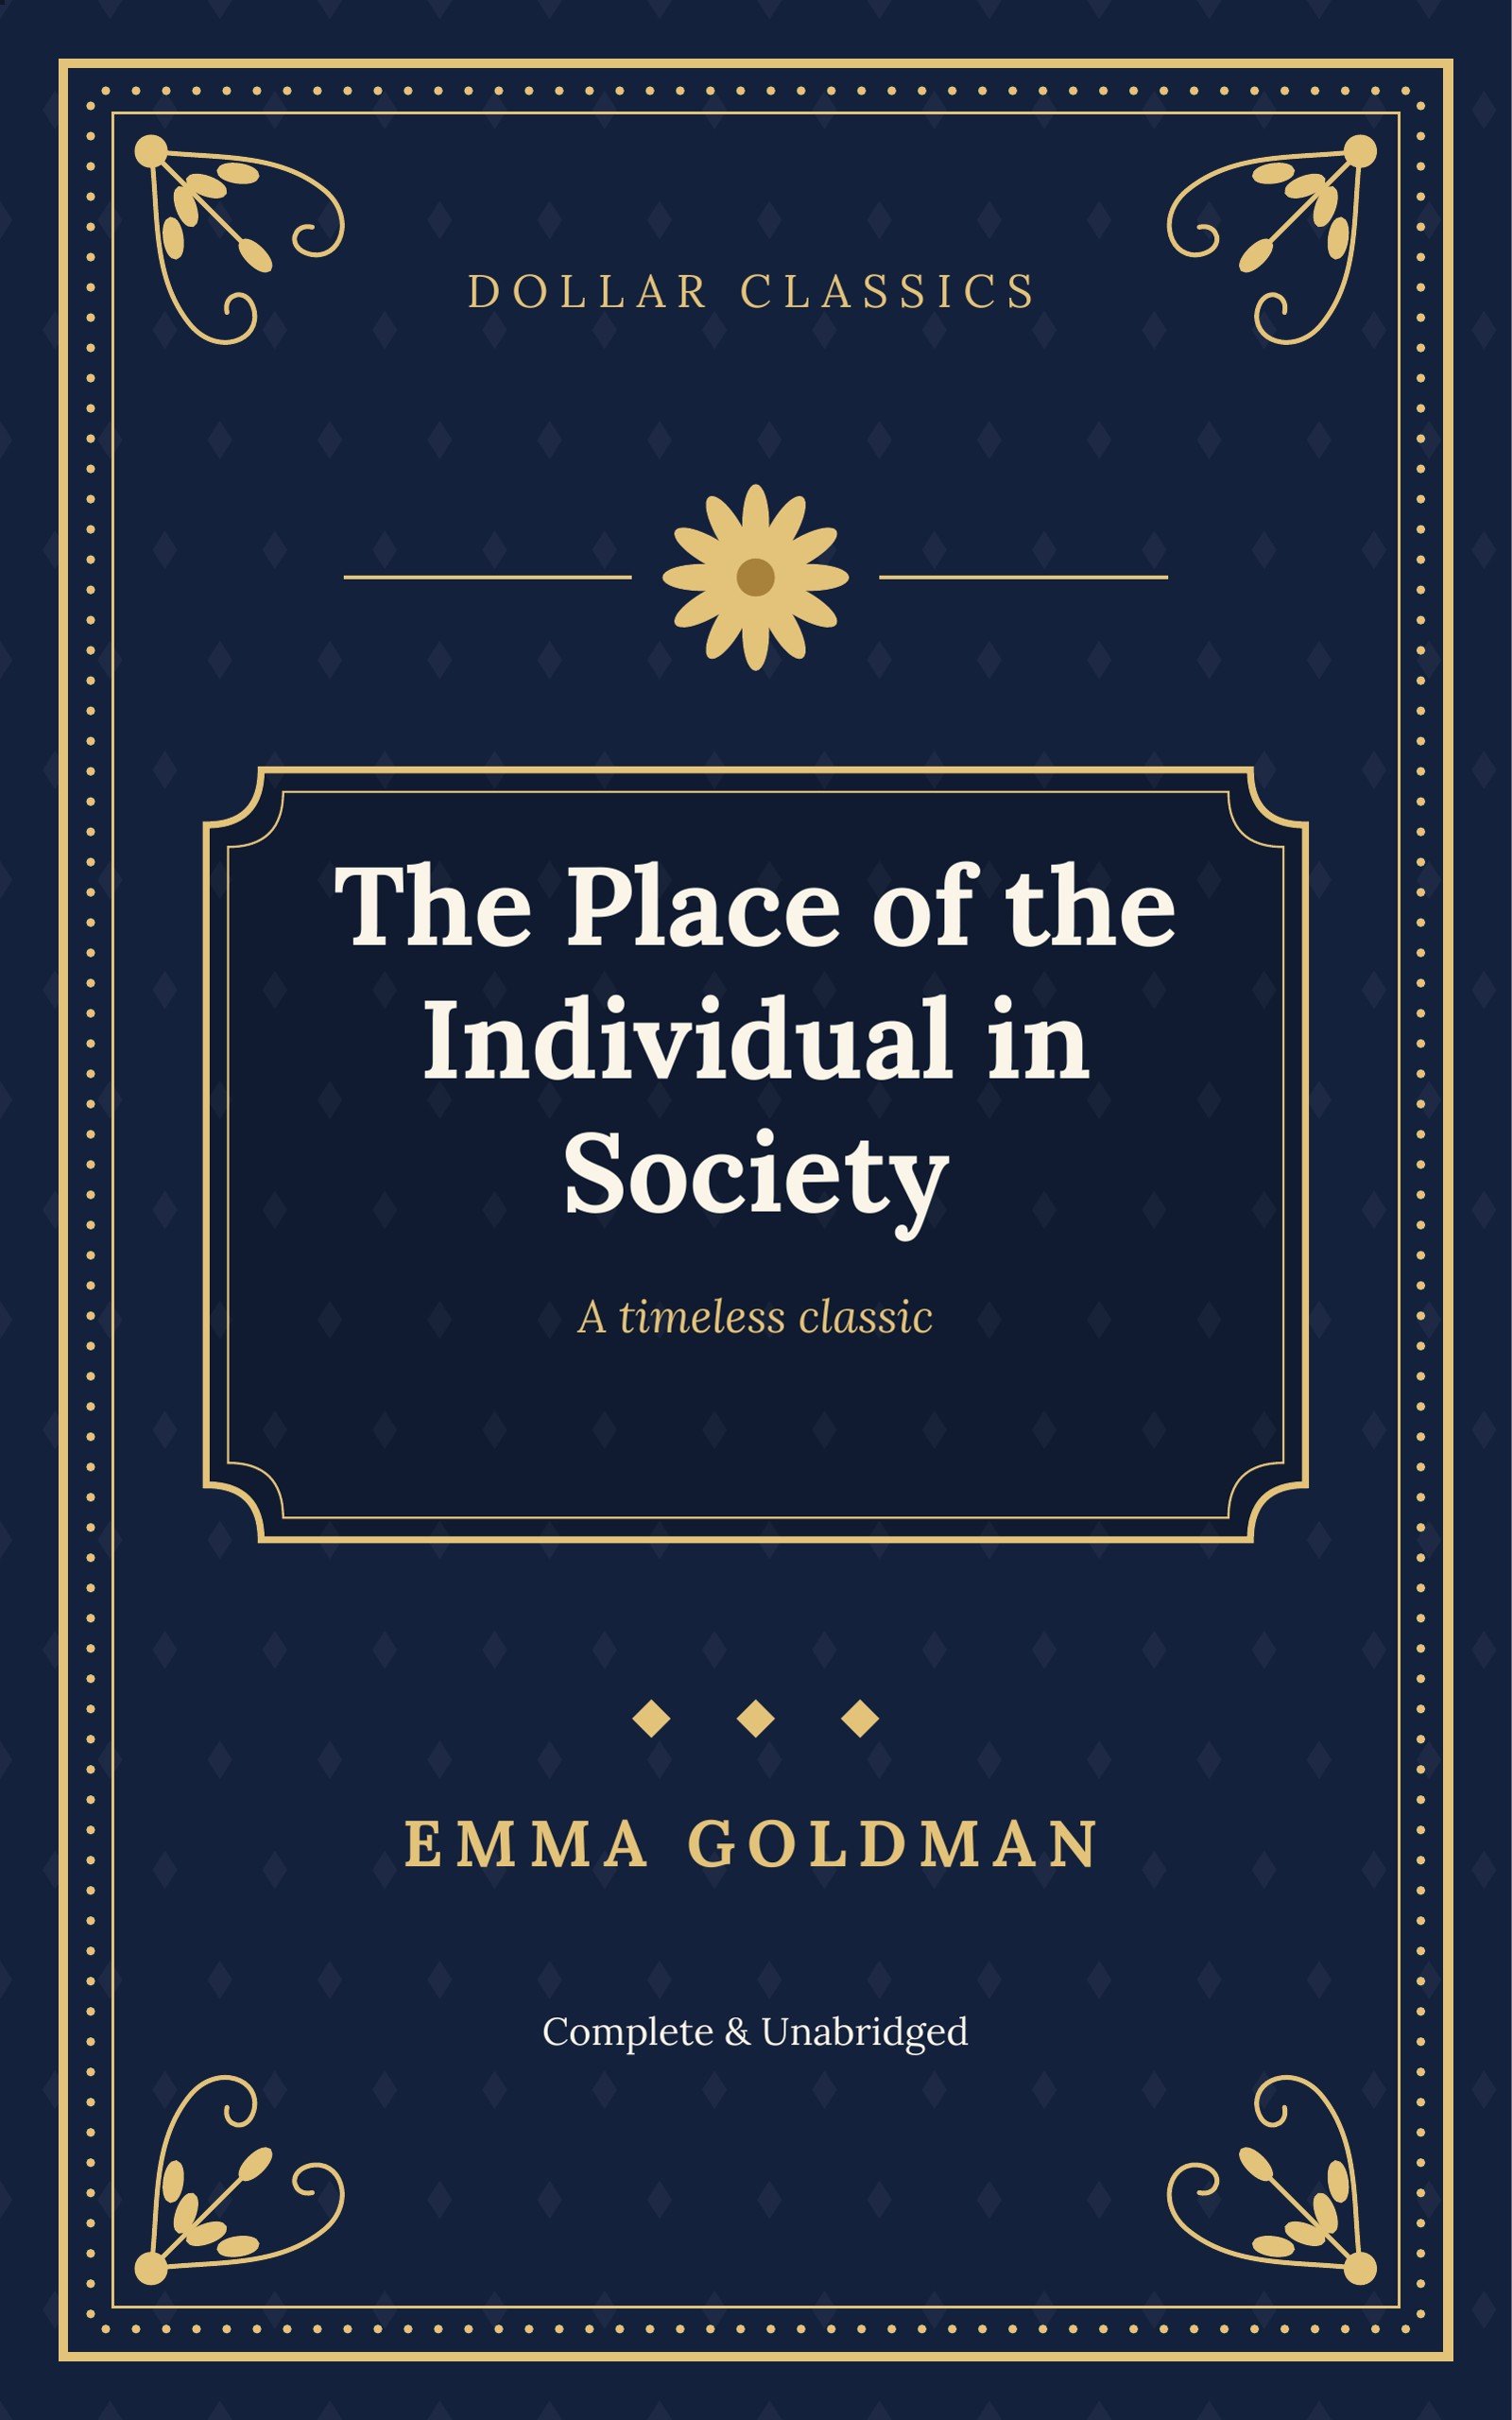 DOLLAR CLASSICS
The Place of the
Individual in
Society
A timeless classic
EMMA GOLDMAN
Complete & Unabridged